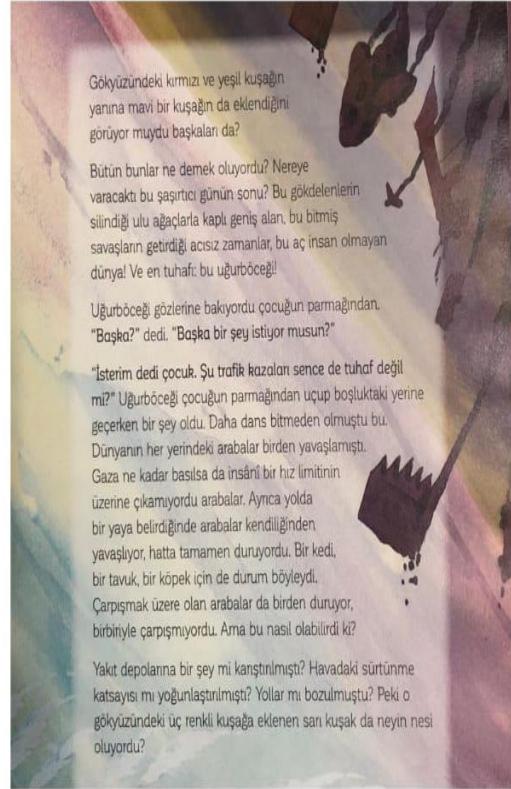 Gökyüzündeki kırmızı ve yeşil kuşağın
yanına mavi bir kuşağın da eklendiğini
görüyor muydu başkaları da?
Bütün bunlar ne demek oluyordu? Nereye
varacaktı bu şaşırtıcı günün sonu? Bu gökdelenlerin
silindiği ulu ağaçlarla kaplı geniş alan, bu bitmiş
savaşların getirdiği acısız zamanlar, bu aç insan olmayan
dünya! Ve en tuhafı: bu uğurböceği!
Uğurböceği gözlerine bakıyordu çocuğun parmağından.
"Başka?" dedi. "Başka bir şey istiyor musun?"
"İsterim dedi çocuk. Şu trafik kazaları sence de tuhaf değil
mi?" Uğurböceği çocuğun parmağından uçup boşluktaki yerine
geçerken bir şey oldu. Daha dans bitmeden olmuştu bu.
Dünyanın her yerindeki arabalar birden yavaşlamıştı.
Gaza ne kadar basılsa da insânî bir hız limitinin
üzerine çıkamıyordu arabalar. Ayrıca yolda
bir yaya belirdiğinde arabalar kendiliğinden
yavaşlıyor, hatta tamamen duruyordu. Bir kedi,
bir tavuk, bir köpek için de durum böyleydi.
Çarpışmak üzere olan arabalar da birden duruyor,
birbiriyle çarpışmıyordu. Ama bu nasıl olabilirdi ki?
Yakıt depolarına bir şey mi karıştırılmıştı? Havadaki sürtünme
katsayısı mı yoğunlaştırılmıştı? Yollar mı bozulmuştu? Peki o
gökyüzündeki üç renkli kuşağa eklenen sarı kuşak da neyin nesi
oluyordu?